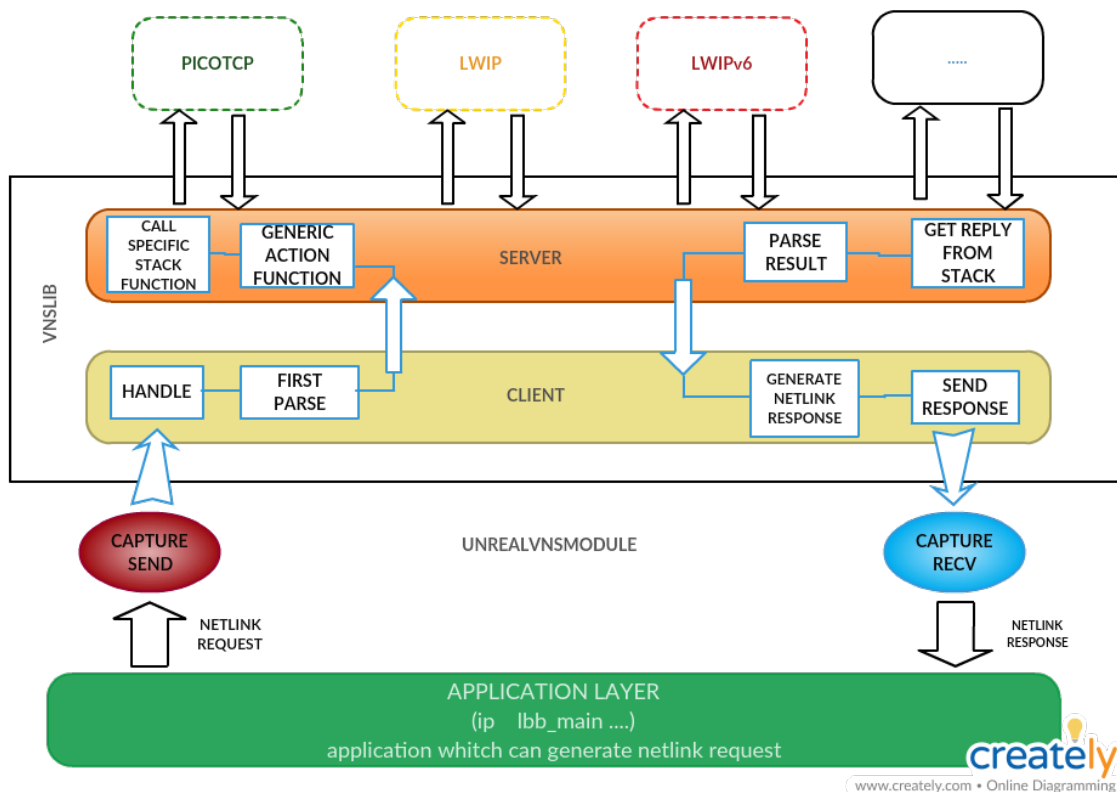 PICOTCP
LWIP
LWIPv6
.....
VNSLIB
CALL
SPECIFIC
STACK
FUNCTION
GENERIC
ACTION
FUNCTION
SERVER
PARSE
RESULT
GET REPLY
FROM
STACK
HANDLE
FIRST
PARSE
CLIENT
GENERATE
NETLINK
RESPONSE
SEND
RESPONSE
CAPTURE
SEND
UNREALVNSMODULE
CAPTURE
RECV
NETLINK
REQUEST
NETLINK
RESPONSE
APPLICATION LAYER
(ip lbb_main ....)
application whitch can generate netlink request
creately
www.creately.com • Online Diagramming